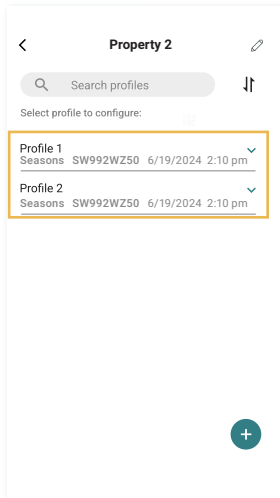 Property 2
Search profiles
Select profile to configure:
Profile 1
Seasons SW992WZ50 6/19/2024 2:10 pm
Profile 2
Seasons SW992WZ50 6/19/2024 2:10 pm